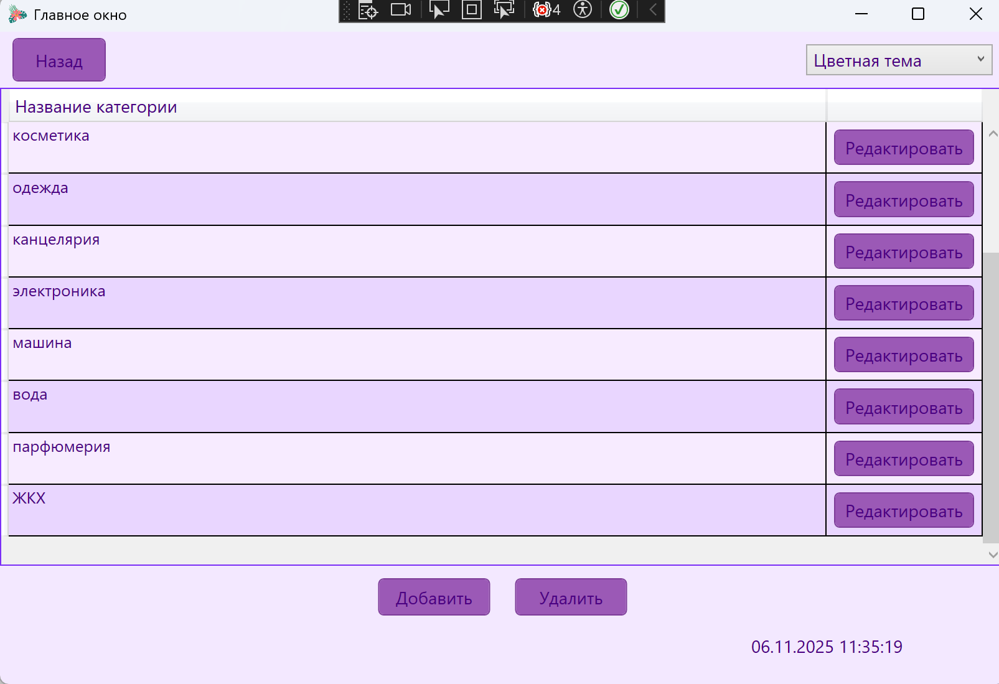 Главное окно
4
Назад
Цветная тема
Название категории
косметика
Редактировать
одежда
Редактировать
канцелярия
Редактировать
электроника
Редактировать
машина
Редактировать
вода
Редактировать
парфюмерия
Редактировать
ЖКХ
Редактировать
Добавить
Удалить
06.11.2025 11:35:19